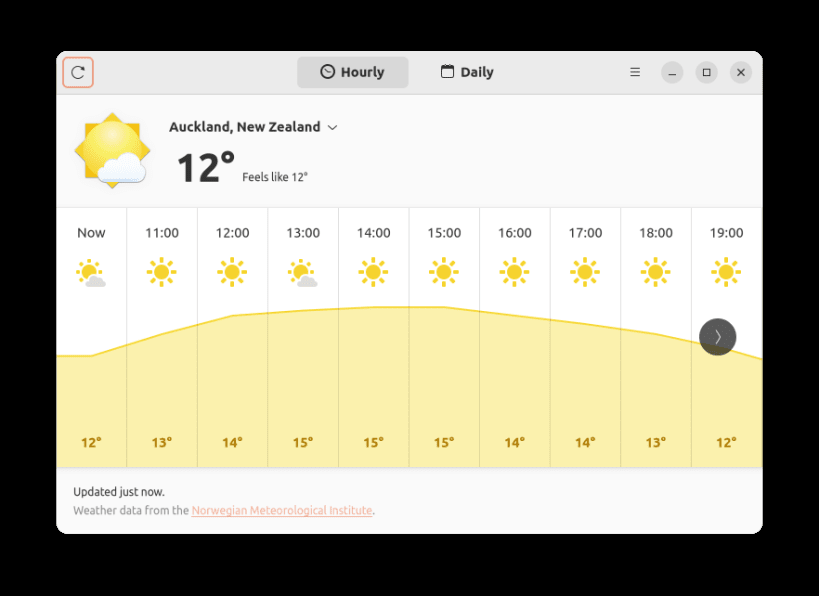 Hourly Daily
Auckland, New Zealand
12°
Feels like 12°
Now 11:00 12:00 13:00 14:00 15:00 16:00 17:00 18:00 19:00
12° 13° 14° 15° 15° 15° 14° 14° 13° 12°
Updated just now.
Weather data from the Norwegian Meteorological Institute.